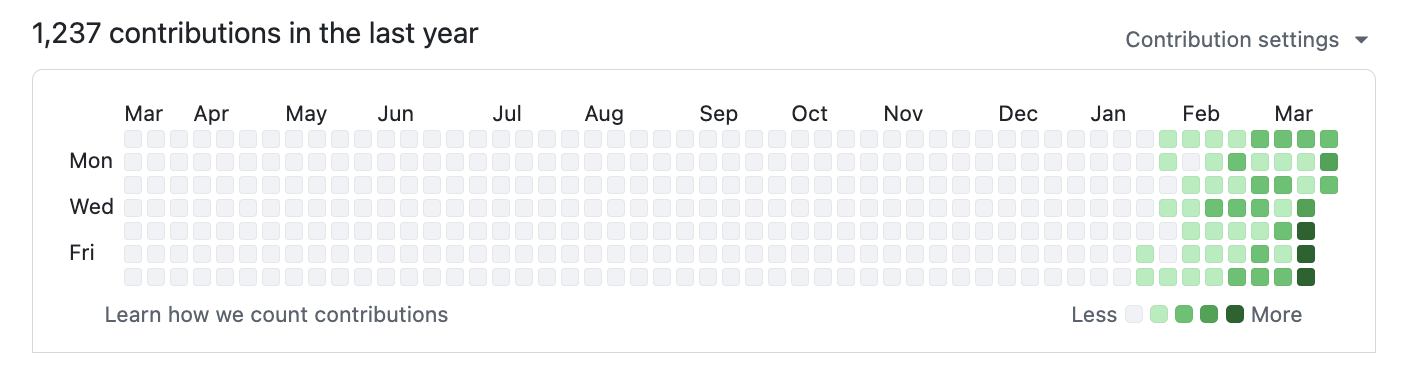 1,237 contributions in the last year
Contribution settings
Mar Apr May Jun Jul Aug Sep Oct Nov Dec Jan Feb Mar
Mon
Wed
Fri
Learn how we count contributions
Less More